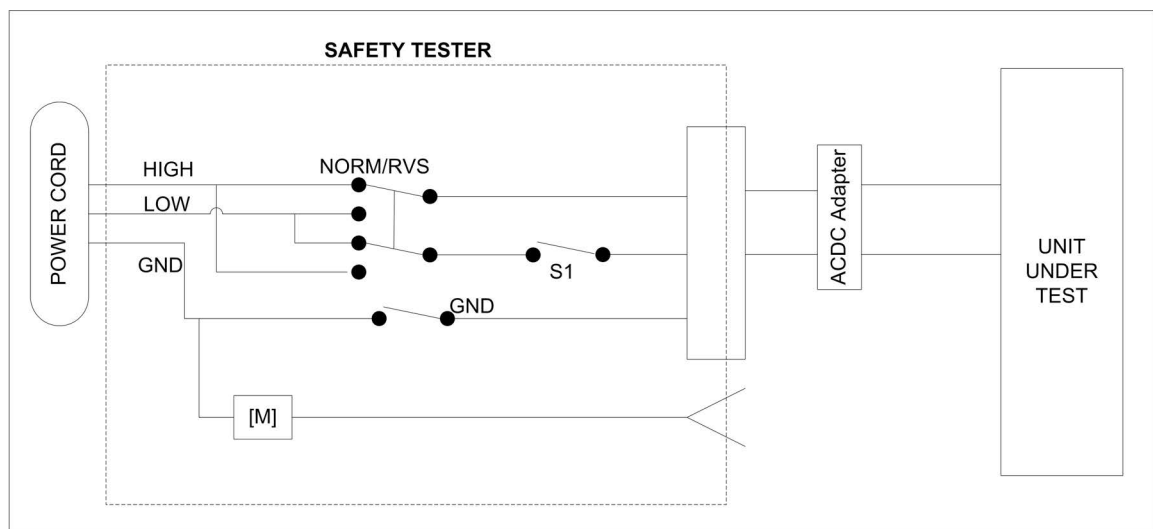 SAFETY TESTER
POWER CORD
HIGH
LOW
GND
NORM/RVS
S1
GND
[M]
ACDC Adapter
UNIT
UNDER
TEST